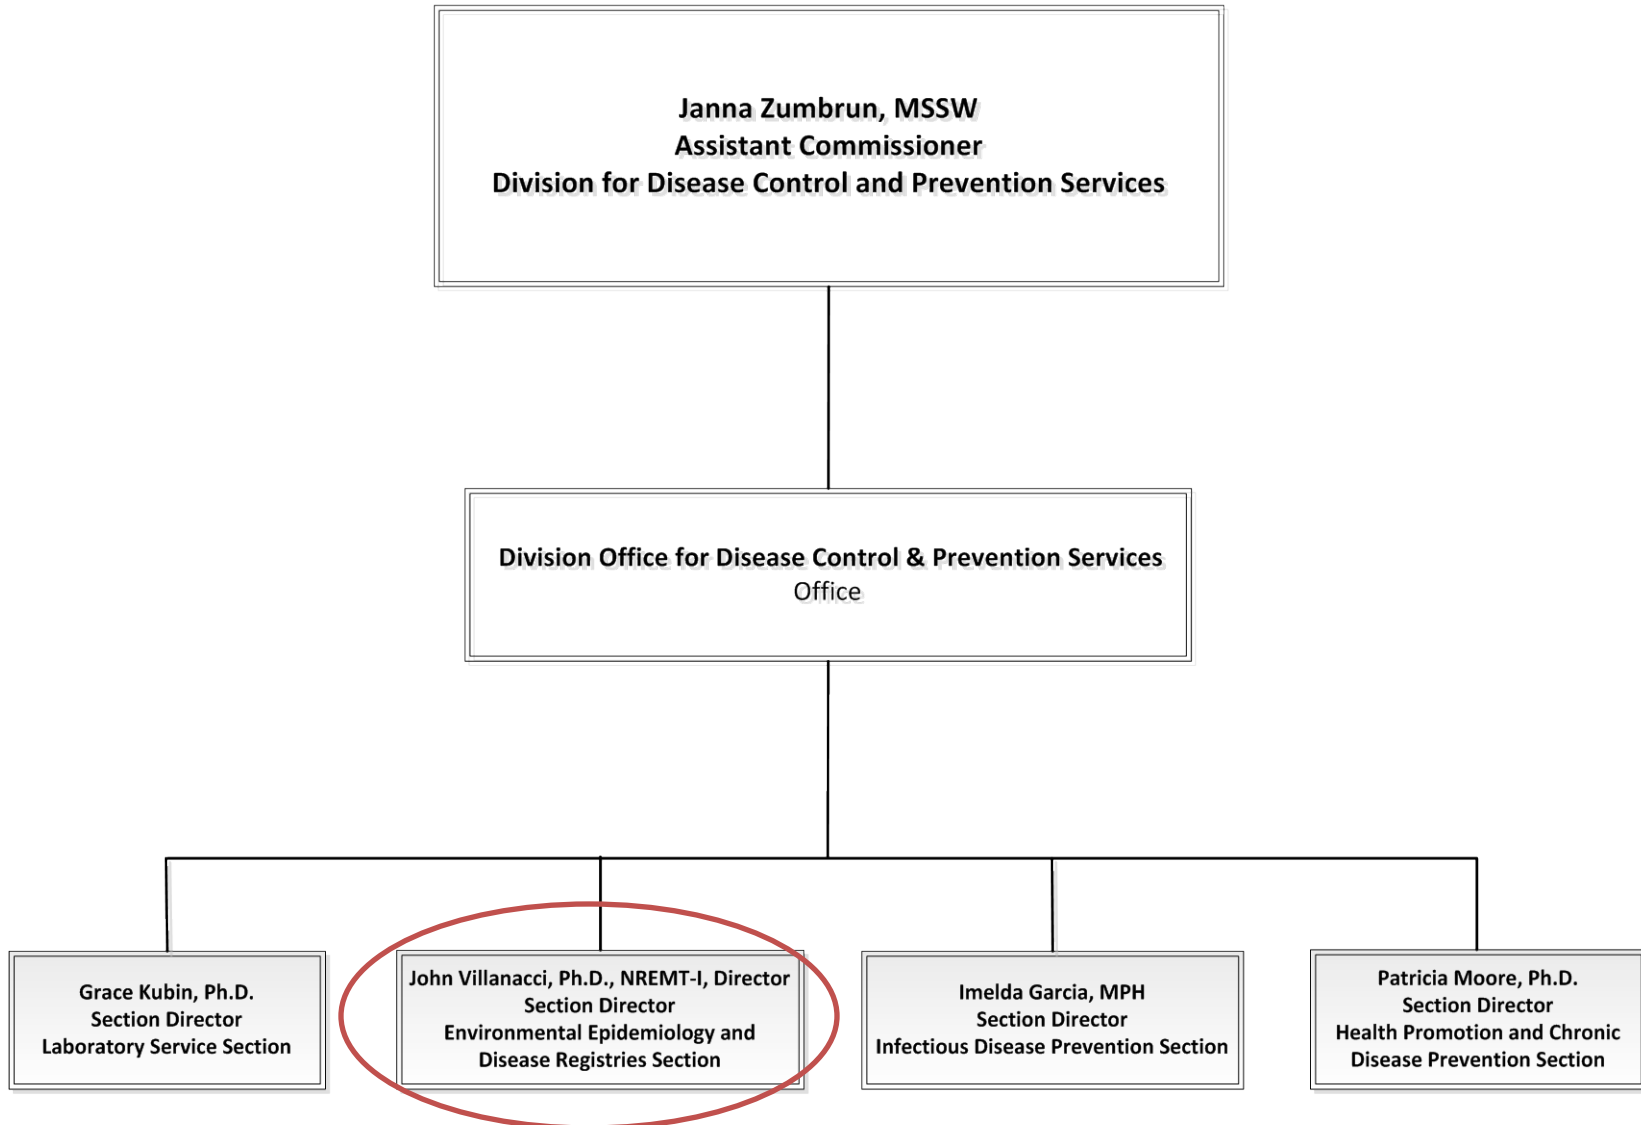 Janna Zumbrun, MSSW
Assistant Commissioner
Division for Disease Control and Prevention Services
Division Office for Disease Control & Prevention Services
Office
Grace Kubin, Ph.D.
Section Director
Laboratory Service Section
John Villanacci, Ph.D., NREMT-I, Director
Section Director
Environmental Epidemiology and
Disease Registries Section
Imelda Garcia, MPH
Section Director
Infectious Disease Prevention Section
Patricia Moore, Ph.D.
Section Director
Health Promotion and Chronic
Disease Prevention Section